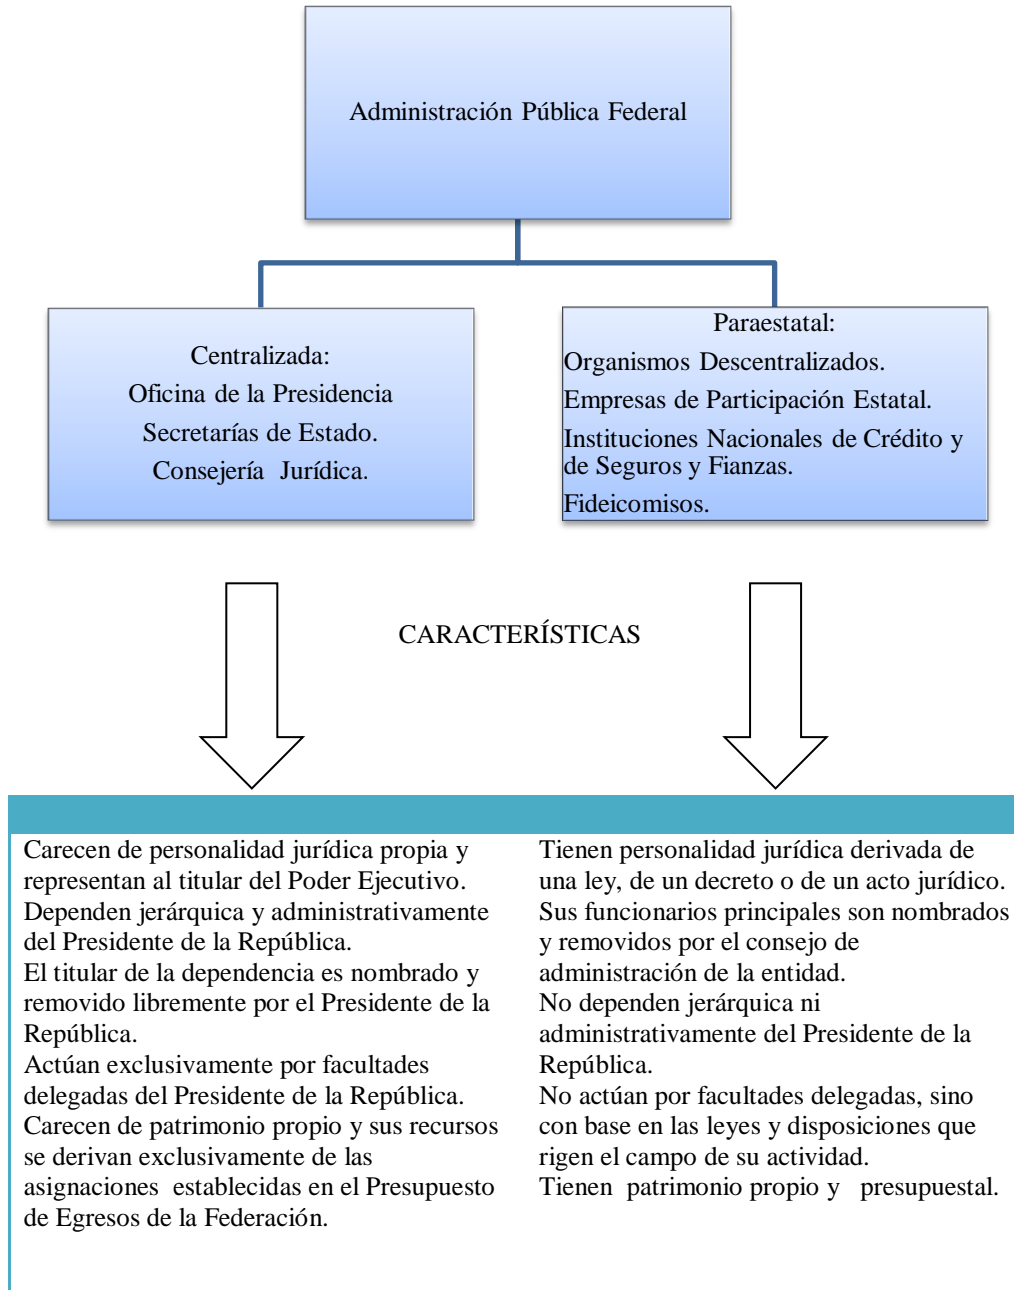 Administración Pública Federal
Centralizada:
Oficina de la Presidencia
Secretarías de Estado.
Consejería Jurídica.
Paraestatal:
Organismos Descentralizados.
Empresas de Participación Estatal.
Instituciones Nacionales de Crédito y
de Seguros y Fianzas.
Fideicomisos.
CARACTERÍSTICAS
Carecen de personalidad jurídica propia y
representan al titular del Poder Ejecutivo.
Dependen jerárquica y administrativamente
del Presidente de la República.
El titular de la dependencia es nombrado y
removido libremente por el Presidente de la
República.
Actúan exclusivamente por facultades
delegadas del Presidente de la República.
Carecen de patrimonio propio y sus recursos
se derivan exclusivamente de las
asignaciones establecidas en el Presupuesto
de Egresos de la Federación.
Tienen personalidad jurídica derivada de
una ley, de un decreto o de un acto jurídico.
Sus funcionarios principales son nombrados
y removidos por el consejo de
administración de la entidad.
No dependen jerárquica ni
administrativamente del Presidente de la
República.
No actúan por facultades delegadas, sino
con base en las leyes y disposiciones que
rigen el campo de su actividad.
Tienen patrimonio propio y presupuestal.